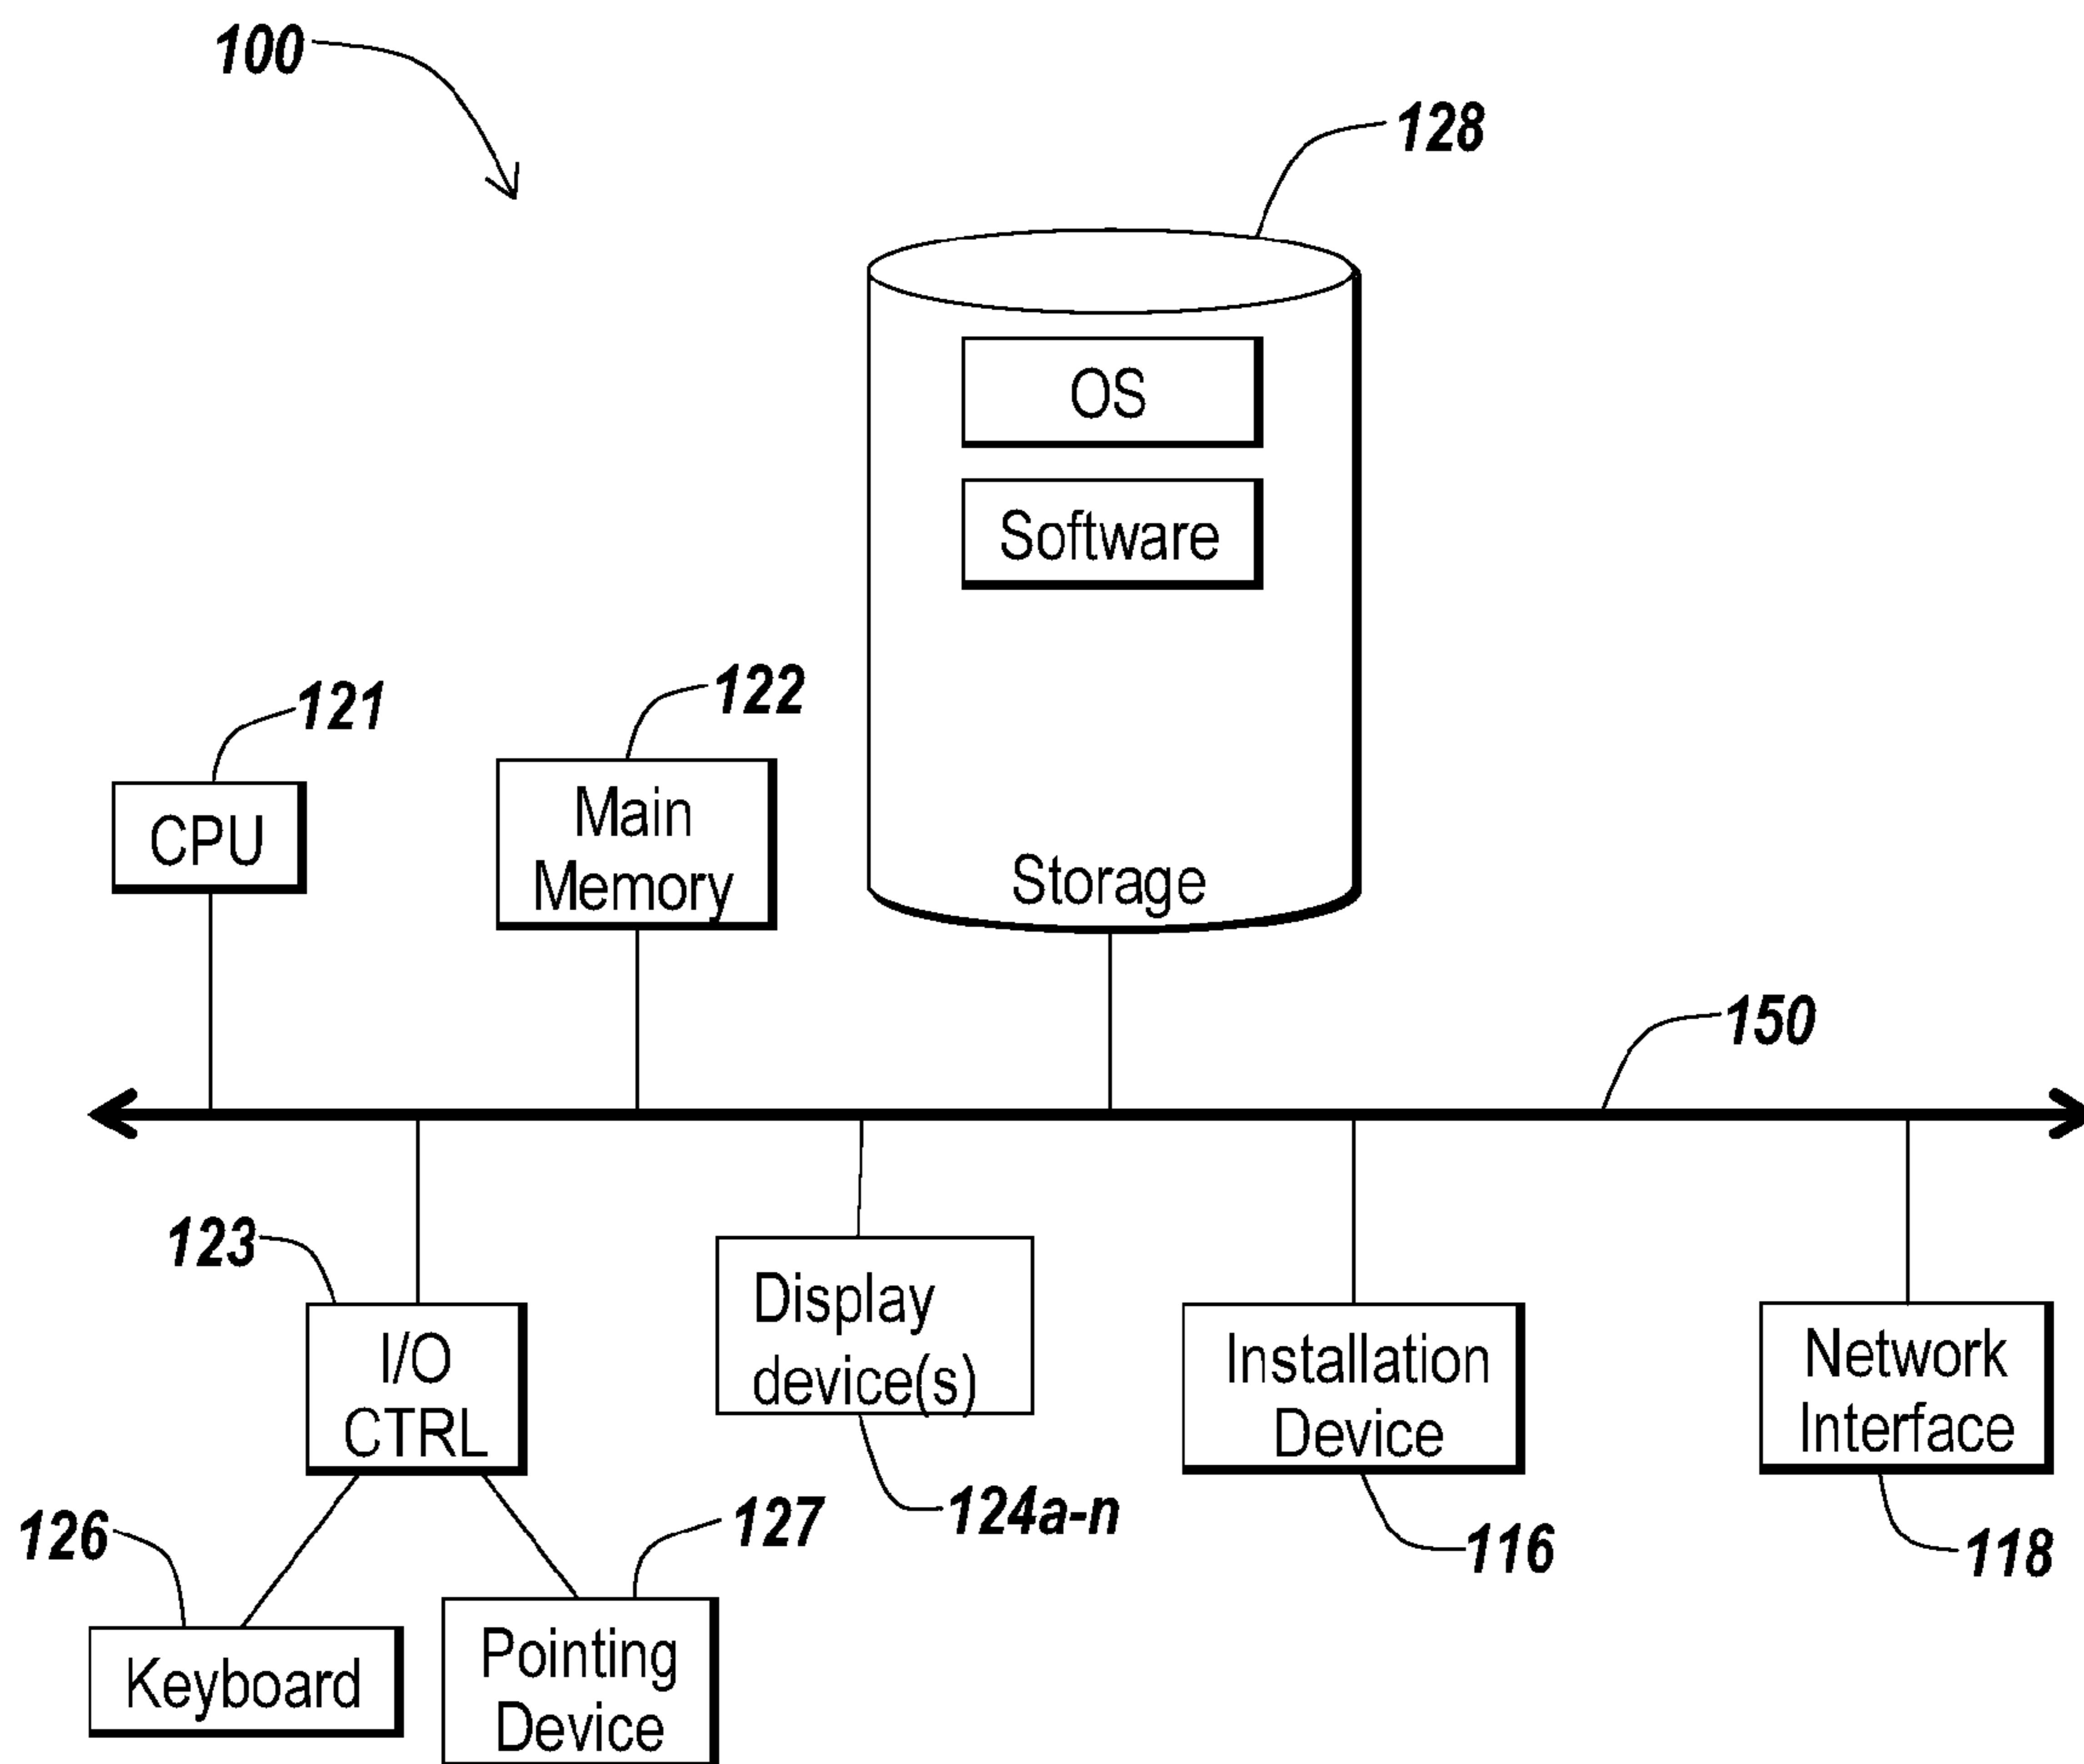 100
128
OS
Software
121
122
CPU
Main
Memory
Storage
150
123
I/O
CTRL
Display
device(s)
Installation
Device
Network
Interface
126
127
124a-n
116
118
Keyboard
Pointing
Device